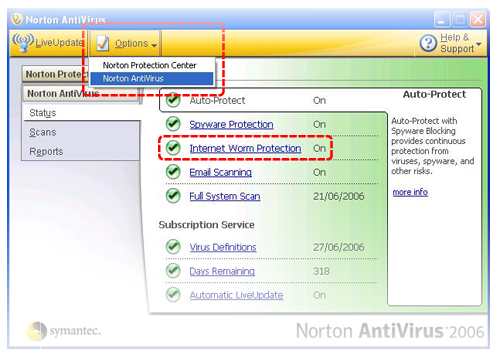 Norton AntiVirus
LiveUpdate
Options
Help &
Support
Norton Protection Center
Norton AntiVirus
Norton Protec
Norton AntiVirus
Status
Scans
Reports
Auto-Protect On
Spyware Protection On
Internet Worm Protection On
Email Scanning On
Full System Scan 21/06/2006
Subscription Service
Virus Definitions 27/06/2006
Days Remaining 318
Automatic LiveUpdate On
Auto-Protect
Auto-Protect with
Spyware Blocking
provides continuous
protection from
viruses, spyware, and
other risks.
more info
symantec.
Norton AntiVirus 2006